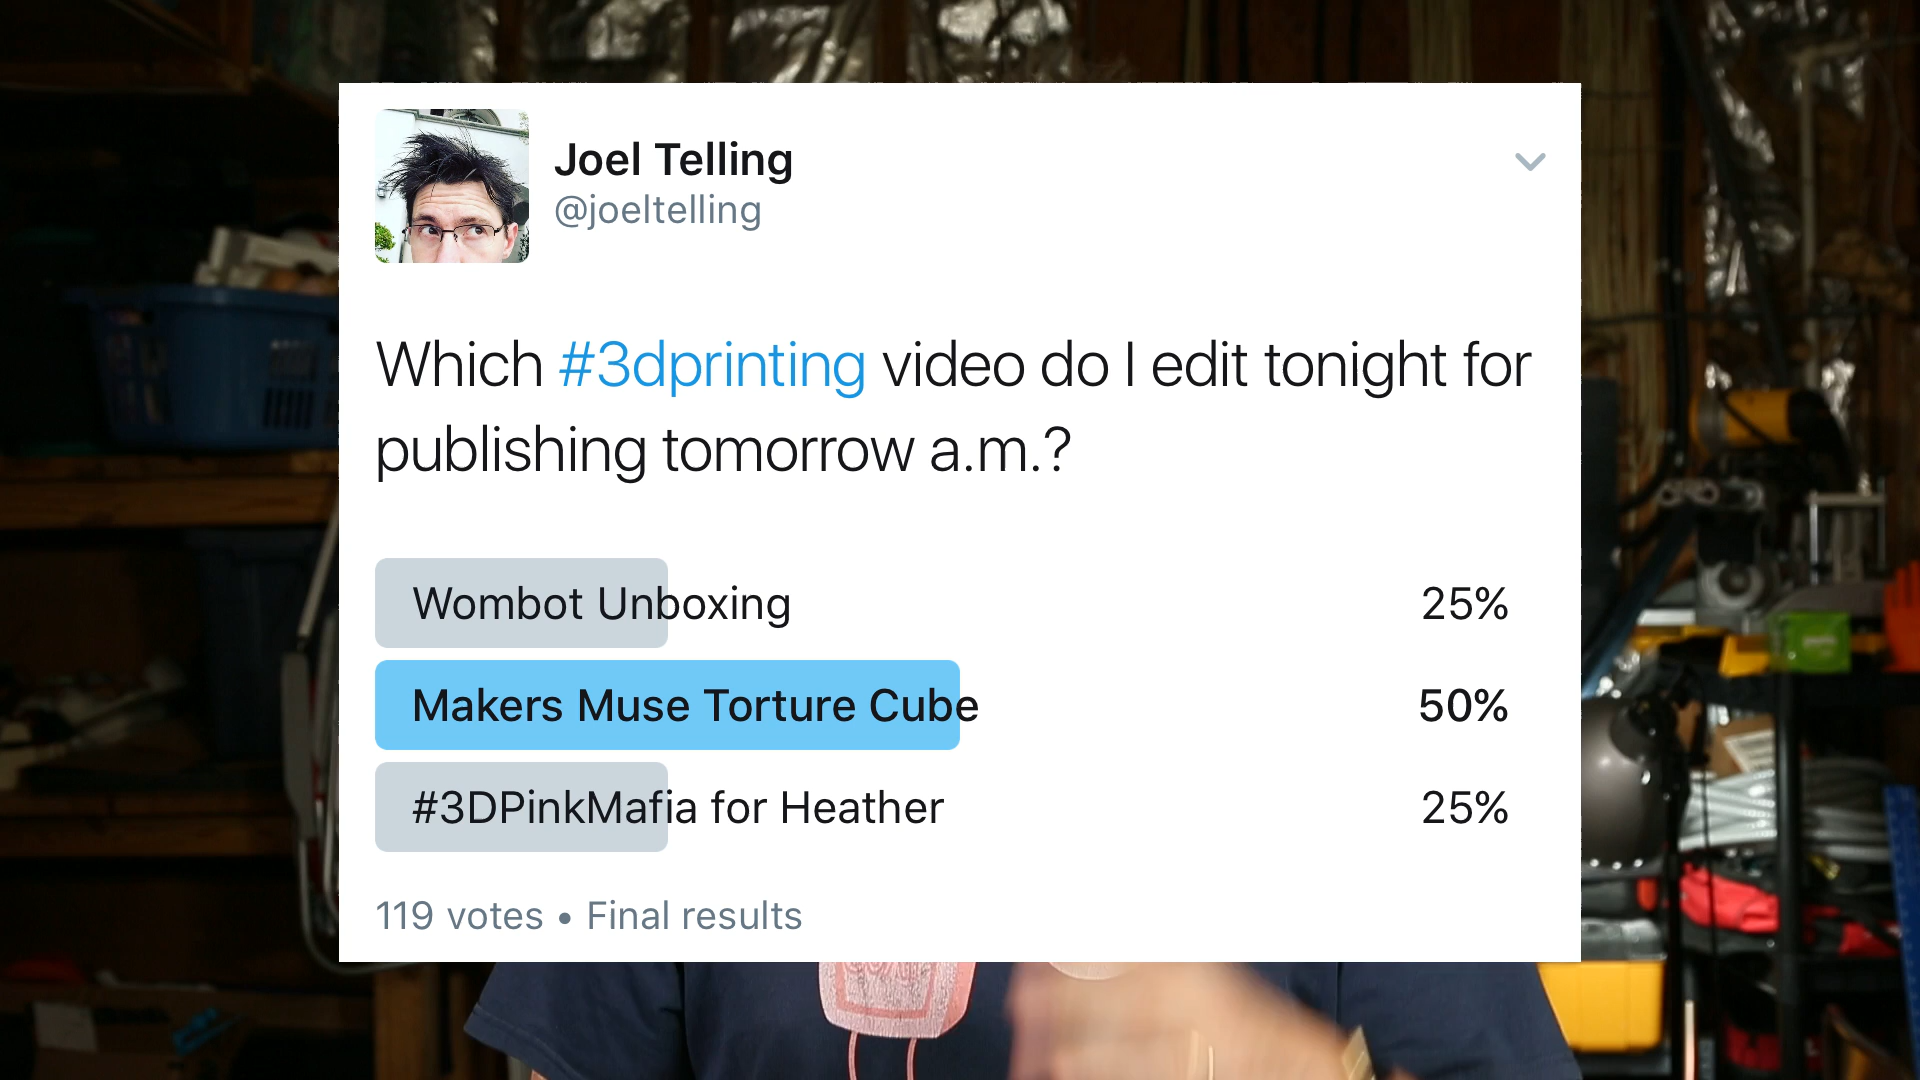 Joel Telling
@joeltelling
Which #3dprinting video do I edit tonight for
publishing tomorrow a.m.?
Wombot Unboxing 25%
Makers Muse Torture Cube 50%
#3DPinkMafia for Heather 25%
119 votes • Final results